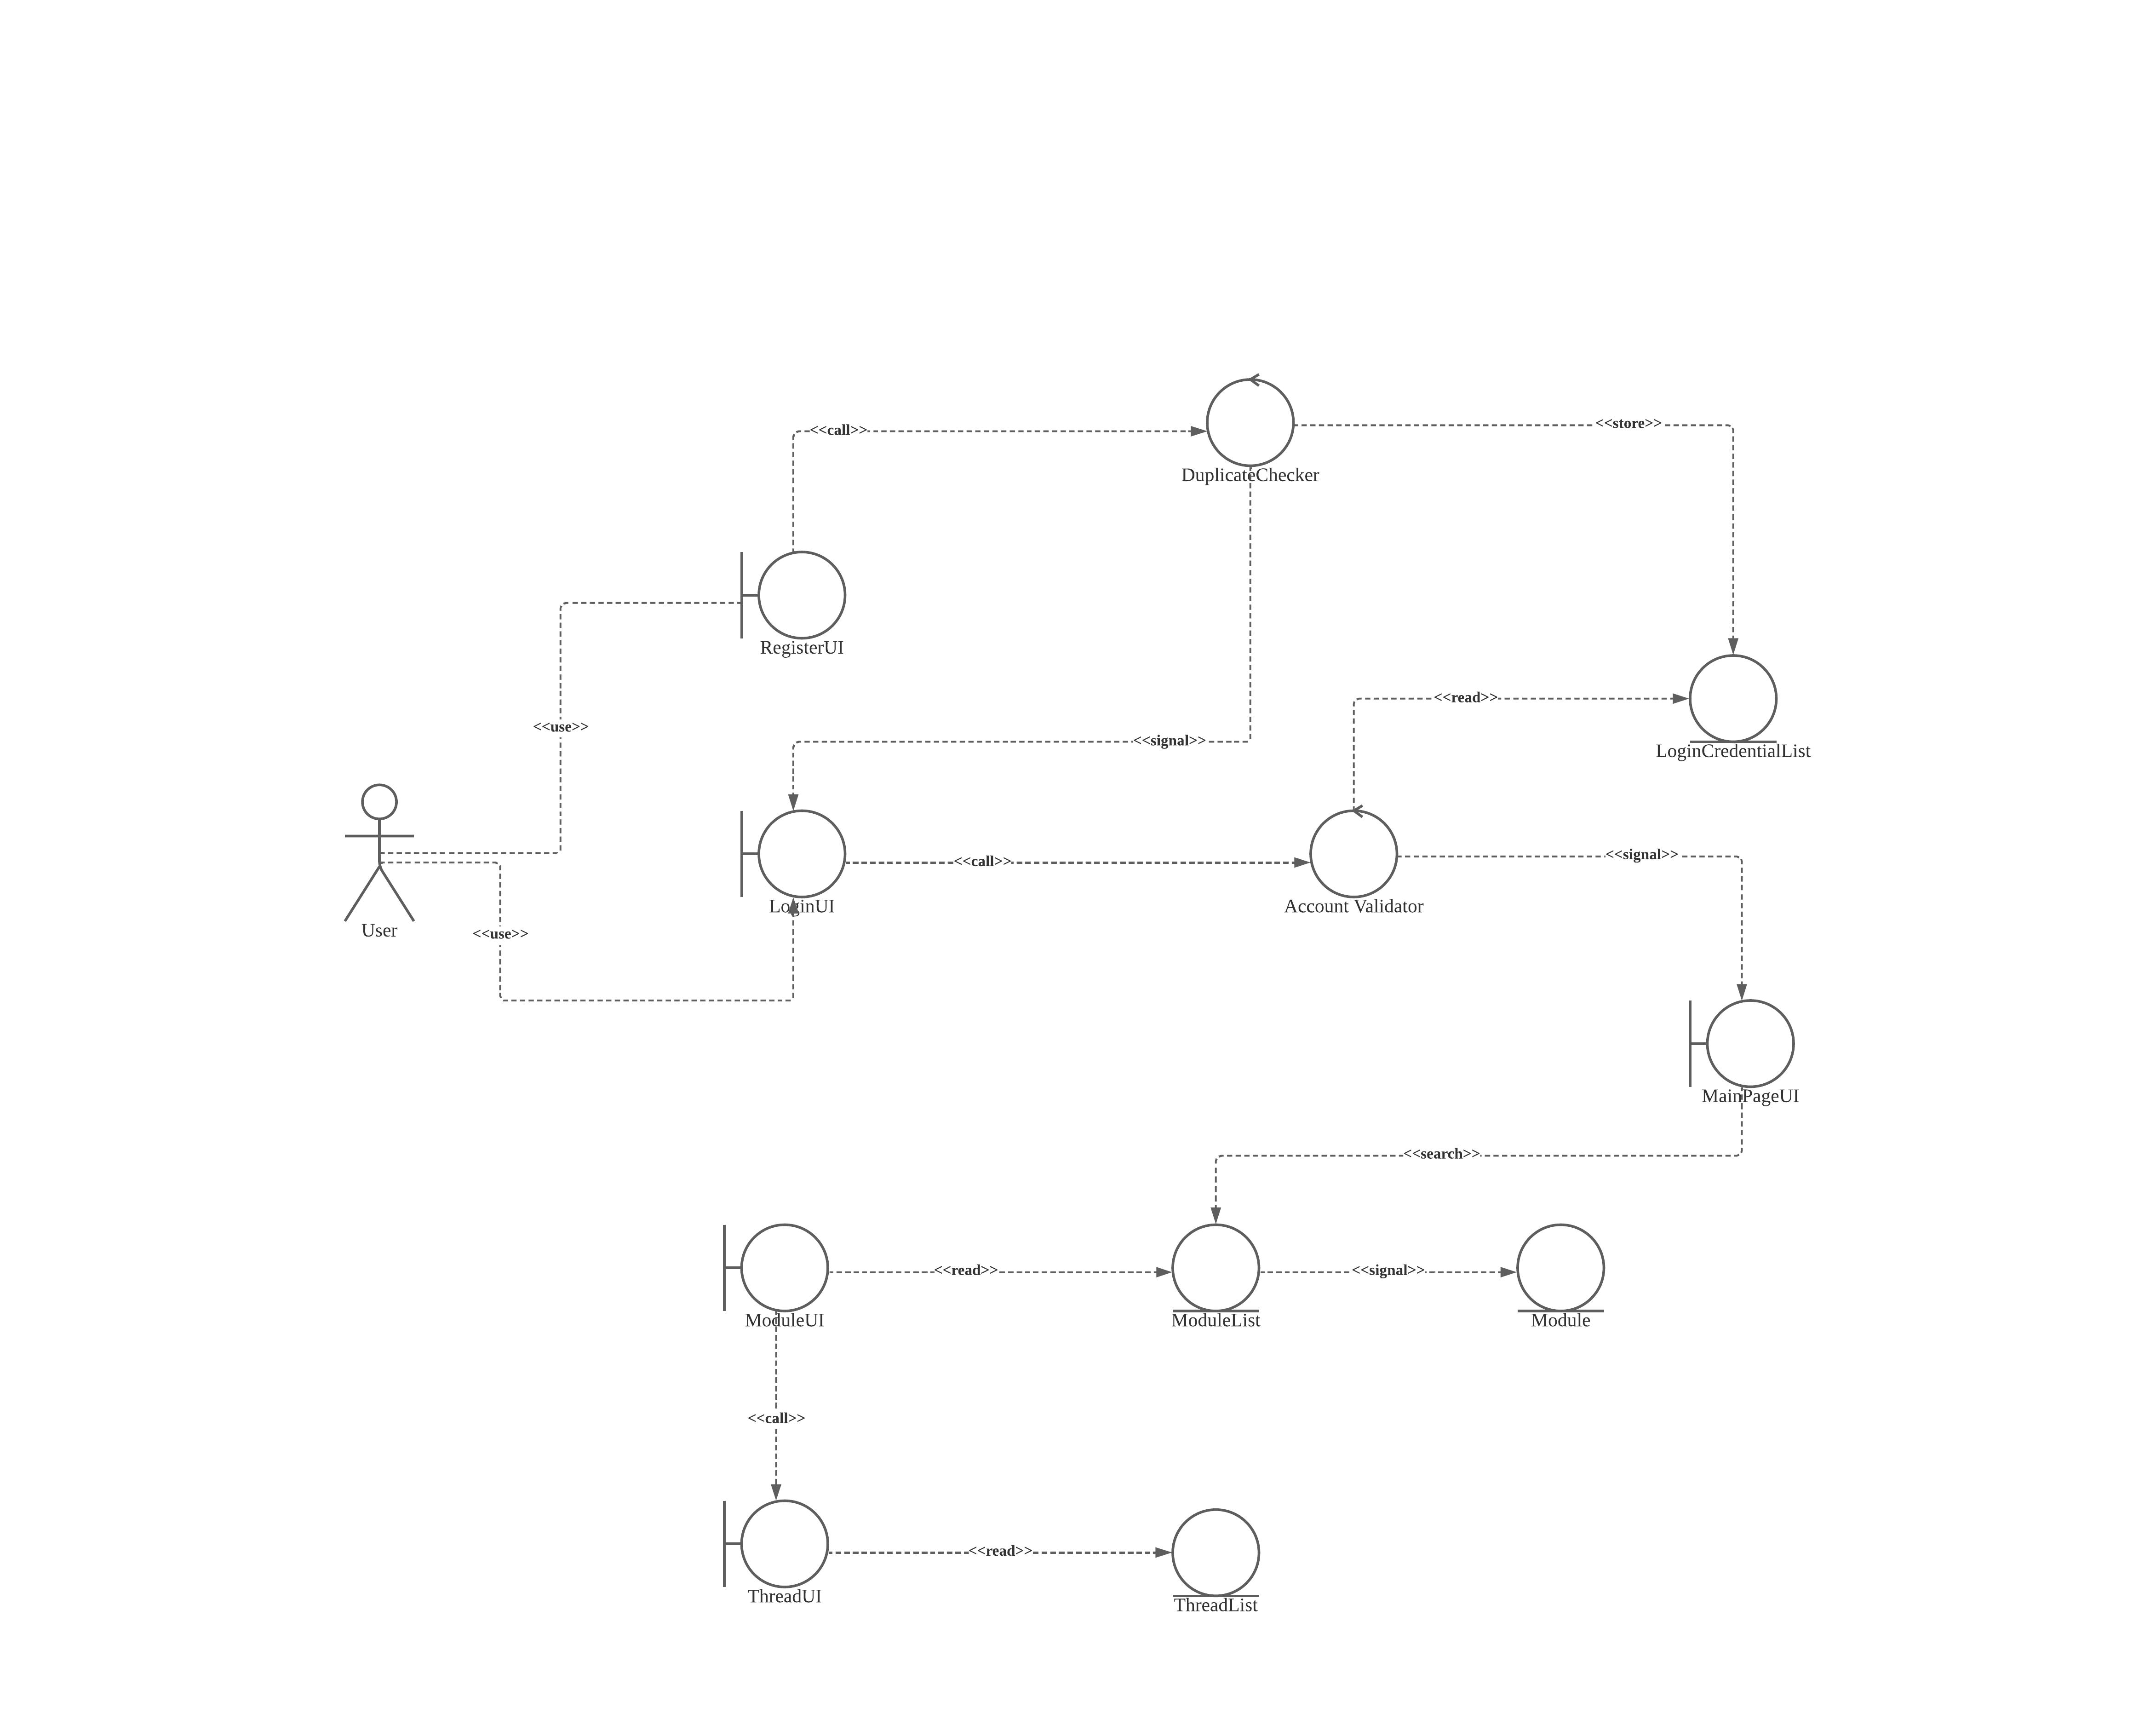 <<call>>
<<store>>
DuplicateChecker
RegisterUI
<<read>>
<<use>>
<<signal>>
LoginCredentialList
<<call>>
<<signal>>
LoginUI
Account Validator
User
<<use>>
MainPageUI
<<search>>
<<read>>
<<signal>>
ModuleUI
ModuleList
Module
<<call>>
<<read>>
ThreadUI
ThreadList